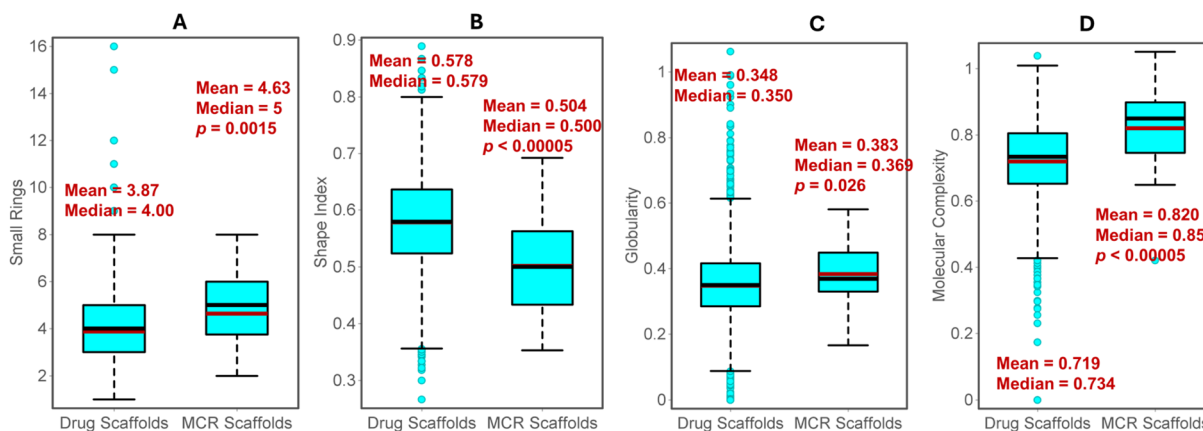 A
Small Rings
16
14
12
10
8
6
4
2
Mean = 4.63
Median = 5
p = 0.0015
Mean = 3.87
Median = 4.00
Drug Scaffolds
MCR Scaffolds
B
Shape Index
0.9
0.8
0.7
0.6
0.5
0.4
0.3
Mean = 0.578
Median = 0.579
Mean = 0.504
Median = 0.500
p < 0.00005
Drug Scaffolds
MCR Scaffolds
C
Globularity
1
0.8
0.6
0.4
0.2
0
Mean = 0.348
Median = 0.350
Mean = 0.383
Median = 0.369
p = 0.026
Drug Scaffolds
MCR Scaffolds
D
Molecular Complexity
1
0.8
0.6
0.4
0.2
0
Mean = 0.820
Median = 0.85
p < 0.00005
Mean = 0.719
Median = 0.734
Drug Scaffolds
MCR Scaffolds